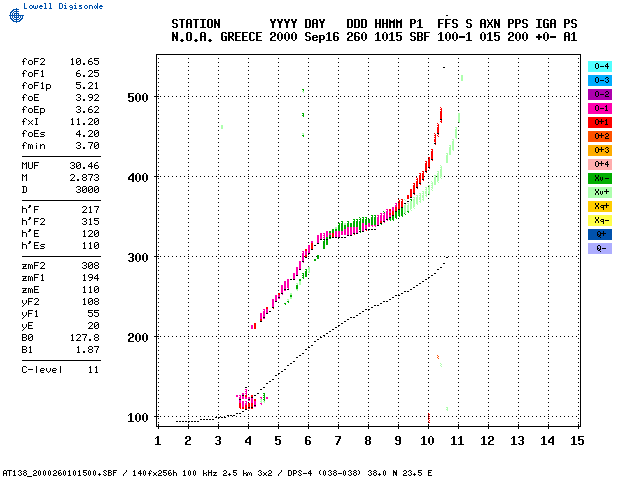 Lowell Digisonde
STATION YYYY DAY DDD HHMM P1 FFS S AXN PPS IGA PS
N.O.A. GREECE 2000 Sep16 260 1015 SBF 100-1 015 200 +0- A1
foF2 10.65
foF1 6.25
foF1p 5.21
foE 3.92
foEp 3.62
fxI 11.20
foEs 4.20
fmin 3.70
MUF 30.46
M 2.873
D 3000
h'F 217
h'F2 315
h'E 120
h'Es 110
zmF2 308
zmF1 194
zmE 110
yF2 108
yF1 55
yE 20
B0 127.8
B1 1.87
C-level 11
500
400
300
200
100
1 2 3 4 5 6 7 8 9 10 11 12 13 14 15
O-4
O-3
O-2
O-1
O+1
O+2
O+3
O+4
Xo-
Xo+
Xq+
Xq-
Q+
Q-
AT138_2000260101500.SBF / 140fx256h 100 kHz 2.5 km 3x2 / DPS-4 (038-038) 38.0 N 23.5 E